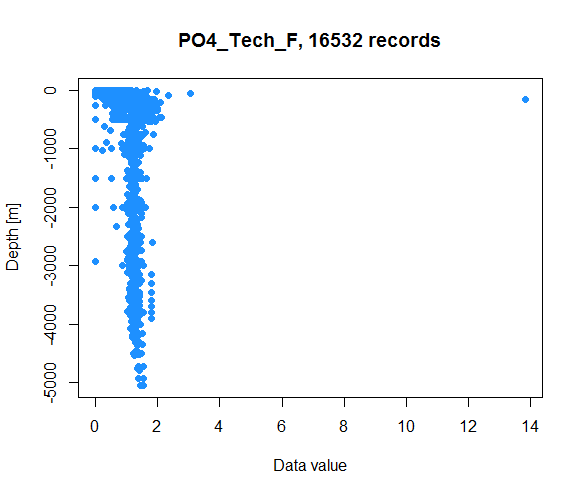 PO4_Tech_F, 16532 records
Depth [m]
0
-1000
-2000
-3000
-4000
-5000
0 2 4 6 8 10 12 14
Data value